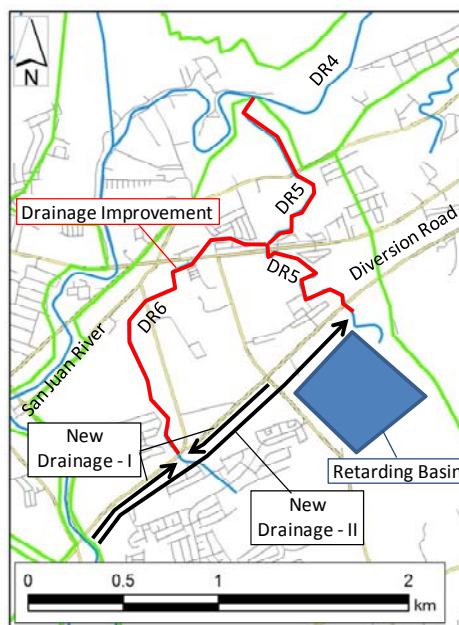 N
DR4
DR5
Drainage Improvement
DR5
Diversion Road
DR6
San Juan River
New
Drainage - I
New
Drainage - II
Retarding Basin
0 0.5 1 2
km